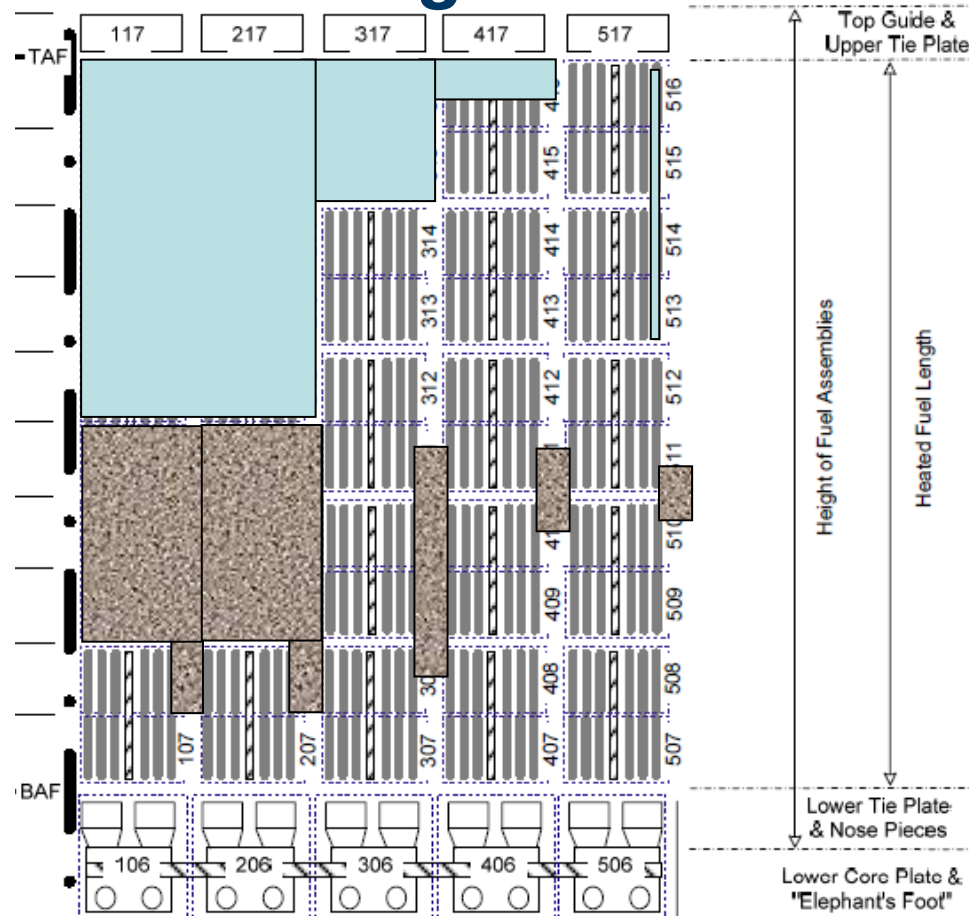 g
117 217 317 417 517
Top Guide &
Upper Tie Plate
TAF
516
415 515
314 514
313 413 513
312 412 512
510
409 509
408 508
107 207 307 407 507
Height of Fuel Assemblies
Heated Fuel Length
BAF
Lower Tie Plate
& Nose Pieces
106 206 306 406 506
Lower Core Plate &
"Elephant's Foot"